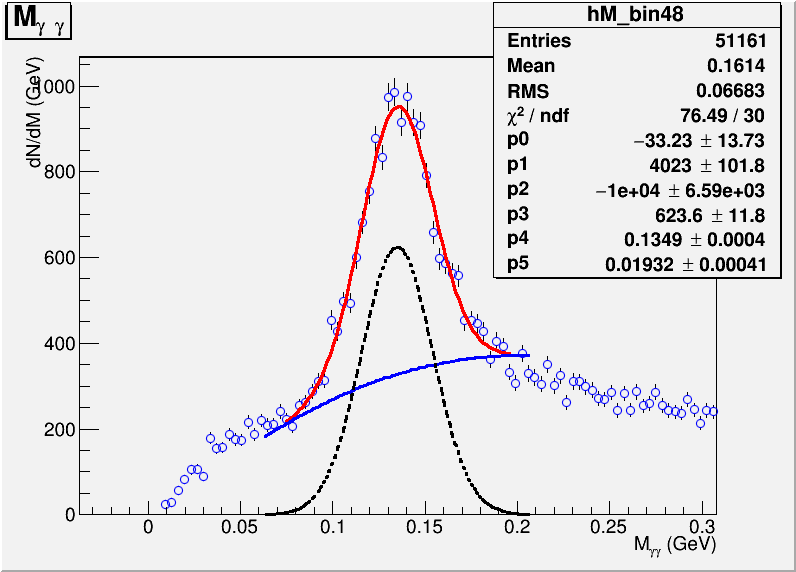 M_γ γ
hM_bin48
Entries 51161
Mean 0.1614
RMS 0.06683
χ² / ndf 76.49 / 30
p0 −33.23 ± 13.73
p1 4023 ± 101.8
p2 −1e+04 ± 6.59e+03
p3 623.6 ± 11.8
p4 0.1349 ± 0.0004
p5 0.01932 ± 0.00041
dN/dM (GeV)
1000
800
600
400
200
0
0 0.05 0.1 0.15 0.2 0.25 0.3
M_γγ (GeV)